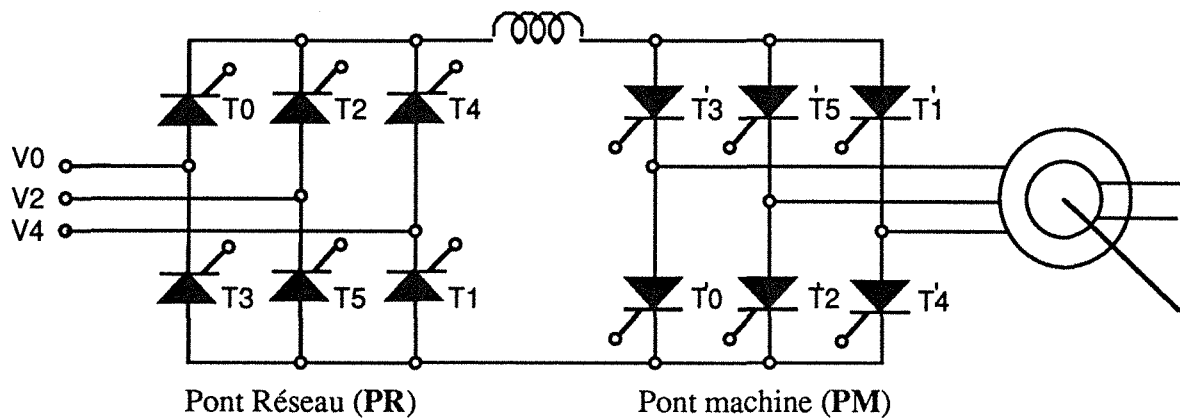 T0 T2 T4 T'3 T'5 T'1
V0
V2
V4
T3 T5 T1 T'0 T'2 T'4
Pont Réseau (PR) Pont machine (PM)